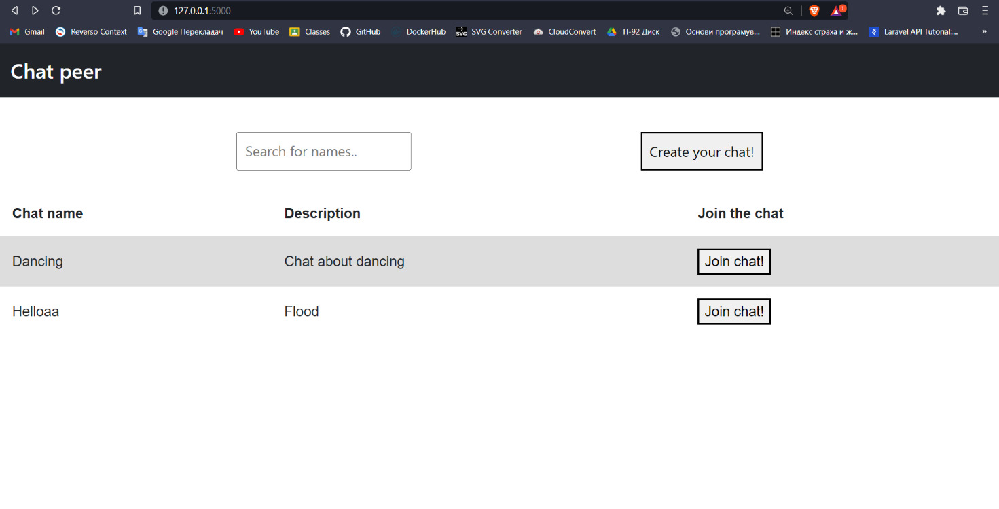 127.0.0.1:5000
1
Gmail Reverso Context Google Перекладач YouTube Classes GitHub DockerHub SVG SVG Converter CloudConvert TI-92 Диск Основи програмув... Индекс страха и ж... Laravel API Tutorial:... »
Chat peer
Search for names.. Create your chat!
Chat name Description Join the chat
Dancing Chat about dancing Join chat!
Helloaa Flood Join chat!